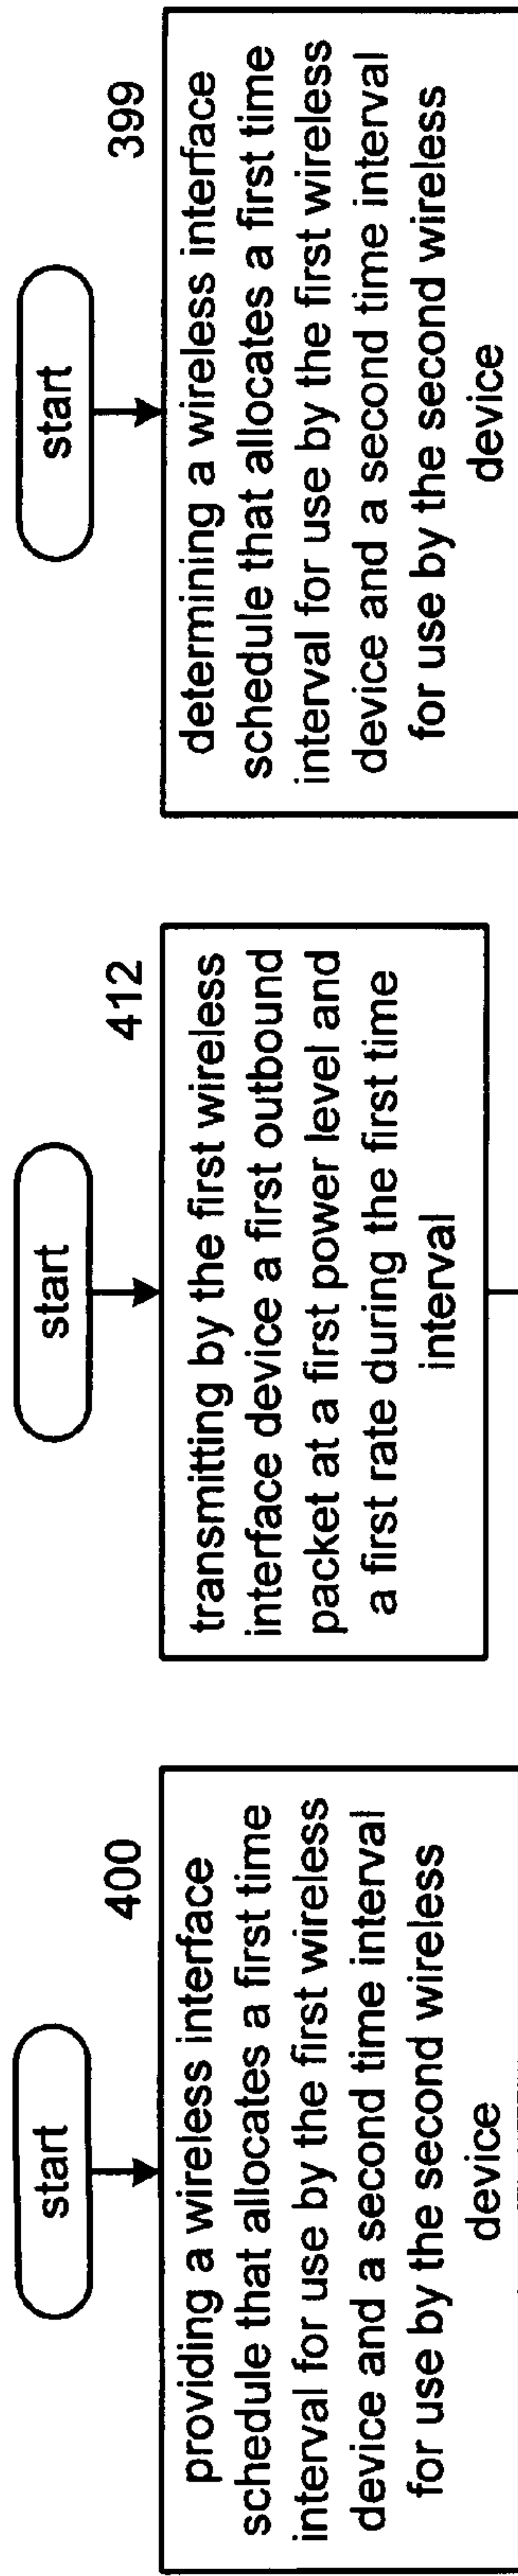 start
400
providing a wireless interface
schedule that allocates a first time
interval for use by the first wireless
device and a second time interval
for use by the second wireless
device
start
412
transmitting by the first wireless
interface device a first outbound
packet at a first power level and
a first rate during the first time
interval
start
399
determining a wireless interface
schedule that allocates a first time
interval for use by the first wireless
device and a second time interval
for use by the second wireless
device